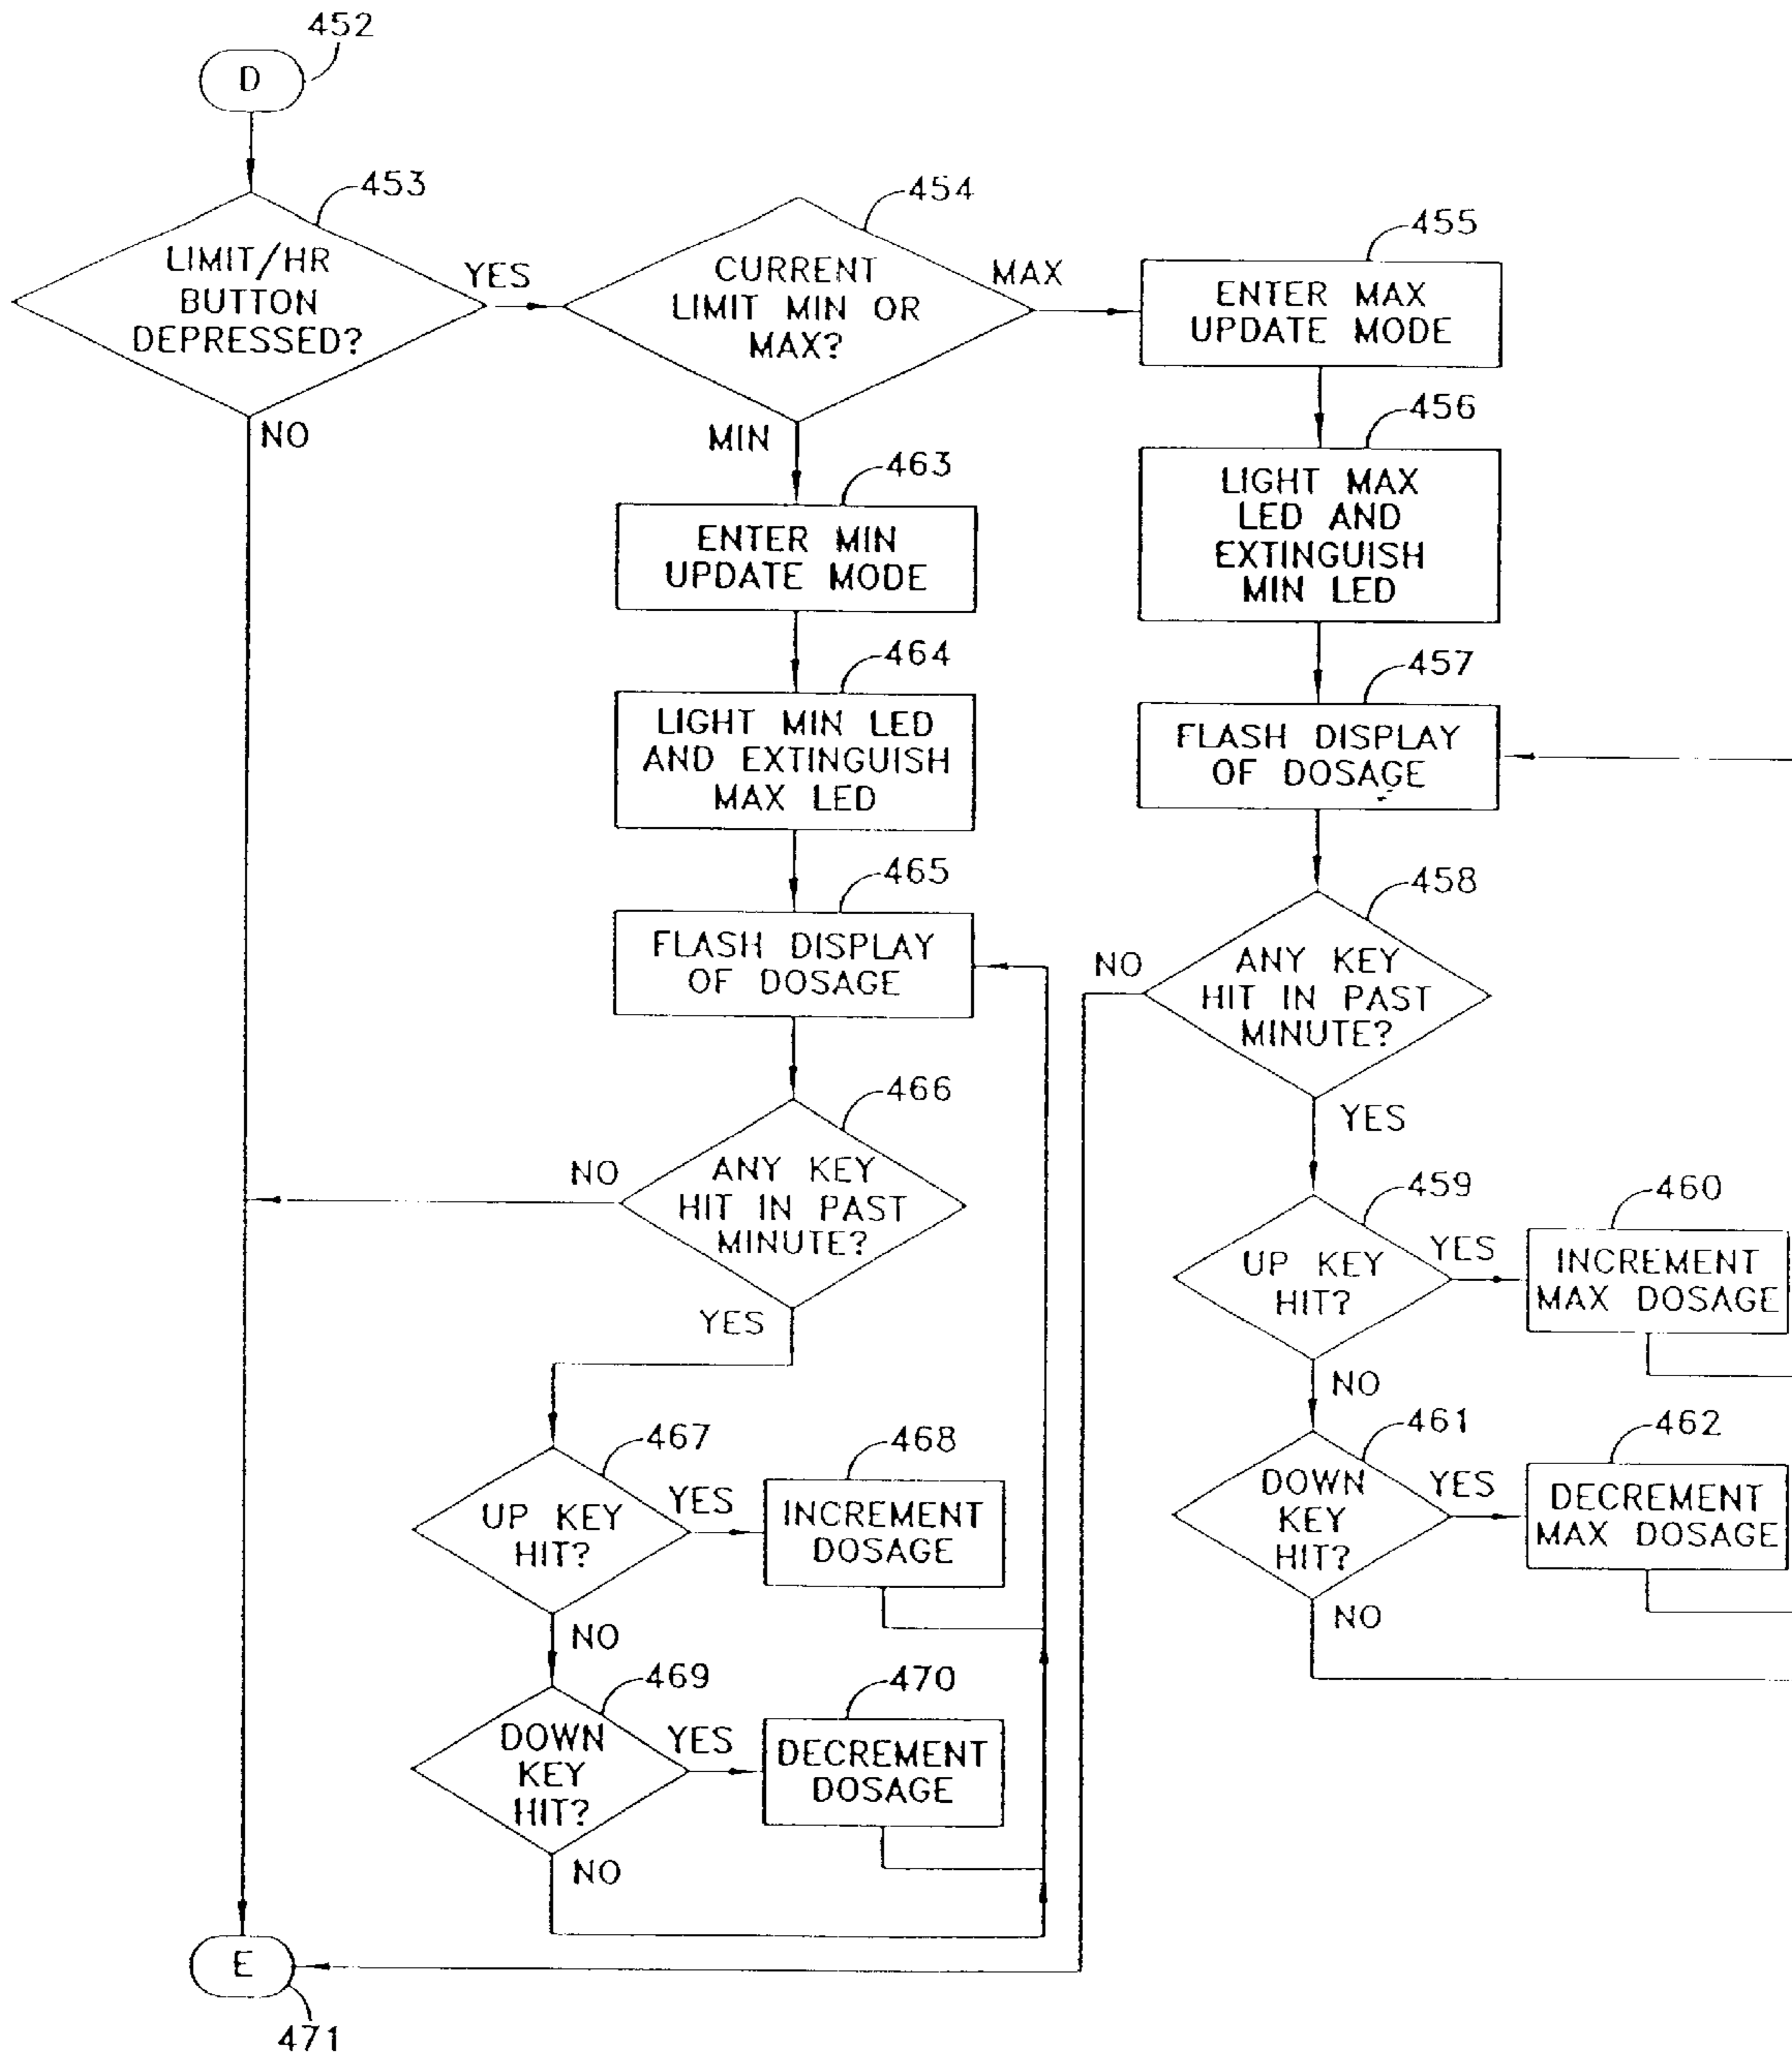 452
D
453
LIMIT/HR
BUTTON
DEPRESSED?
YES
NO
454
CURRENT
LIMIT MIN OR
MAX?
MAX
MIN
455
ENTER MAX
UPDATE MODE
456
LIGHT MAX
LED AND
EXTINGUISH
MIN LED
457
FLASH DISPLAY
OF DOSAGE
458
ANY KEY
HIT IN PAST
MINUTE?
NO
YES
459
UP KEY
HIT?
YES
NO
460
INCREMENT
MAX DOSAGE
461
DOWN
KEY
HIT?
YES
NO
462
DECREMENT
MAX DOSAGE
463
ENTER MIN
UPDATE MODE
464
LIGHT MIN LED
AND EXTINGUISH
MAX LED
465
FLASH DISPLAY
OF DOSAGE
466
ANY KEY
HIT IN PAST
MINUTE?
NO
YES
467
UP KEY
HIT?
YES
NO
468
INCREMENT
DOSAGE
469
DOWN
KEY
HIT?
YES
NO
470
DECREMENT
DOSAGE
E
471